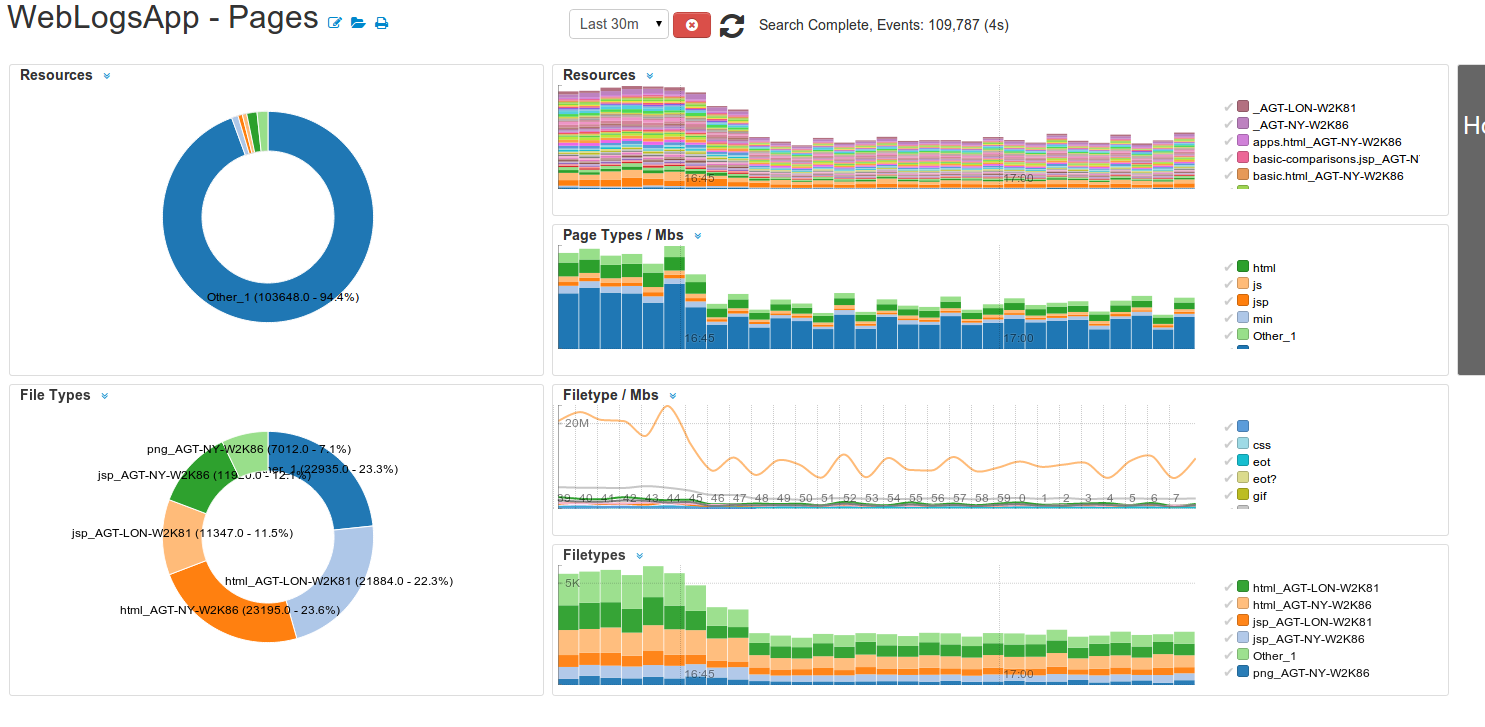 WebLogsApp - Pages
Last 30m
Search Complete, Events: 109,787 (4s)
Resources
Other_1 (103648.0 - 94.4%)
File Types
png_AGT-NY-W2K86 (7012.0 - 7.1%)
_1 (22935.0 - 23.3%)
jsp_AGT-NY-W2K86
12.1%)
jsp_AGT-LON-W2K81 (11347.0 - 11.5%)
html_AGT-LON-W2K81 (21884.0 - 22.3%)
html_AGT-NY-W2K86 (23195.0 - 23.6%)
Resources
16:45
17:00
_AGT-LON-W2K81
_AGT-NY-W2K86
apps.html_AGT-NY-W2K86
basic-comparisons.jsp_AGT-N
basic.html_AGT-NY-W2K86
Page Types / Mbs
16:45
17:00
html
js
jsp
min
Other_1
Filetype / Mbs
20M
39 40 41 42 43 44 45 46 47 48 49 50 51 52 53 54 55 56 57 58 59 0 1 2 3 4 5 6 7
css
eot
eot?
gif
Filetypes
5K
16:45
17:00
html_AGT-LON-W2K81
html_AGT-NY-W2K86
jsp_AGT-LON-W2K81
jsp_AGT-NY-W2K86
Other_1
png_AGT-NY-W2K86
Ho